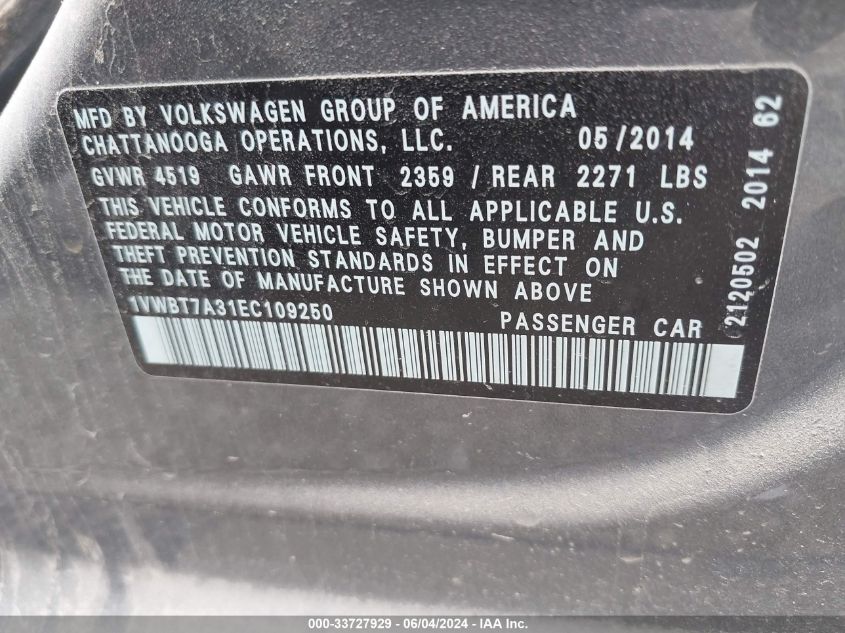 MFD BY VOLKSWAGEN GROUP OF AMERICA
CHATTANOOGA OPERATIONS, LLC. 05/2014
GVWR 4519 GAWR FRONT 2359 / REAR 2271 LBS
THIS VEHICLE CONFORMS TO ALL APPLICABLE U.S.
FEDERAL MOTOR VEHICLE SAFETY, BUMPER AND
THEFT PREVENTION STANDARDS IN EFFECT ON
THE DATE OF MANUFACTURE SHOWN ABOVE
1VWBT7A31EC109250 PASSENGER CAR
2120502 2014 62
000-33727929 - 06/04/2024 - IAA Inc.